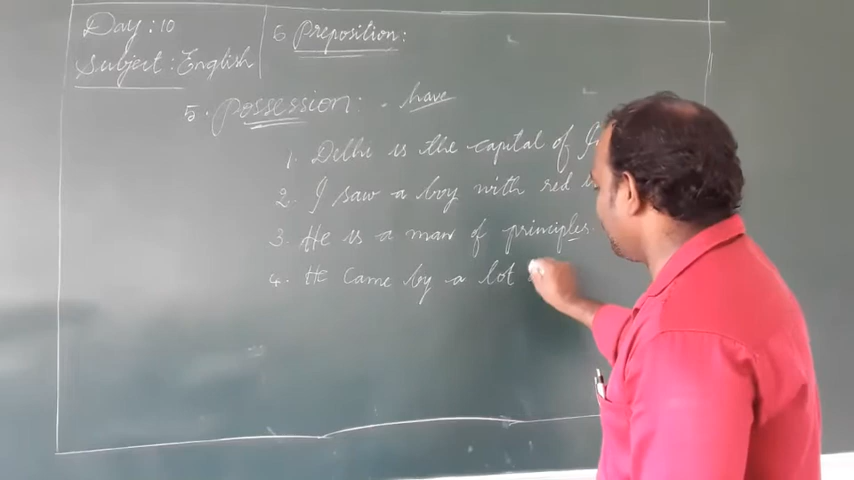 Day : 10
Subject : English
6 Preposition :
5. Possession : - have
1. Delhi is the capital of
2. I saw a boy with red
3. He is a man of principles.
4. He came by a lot